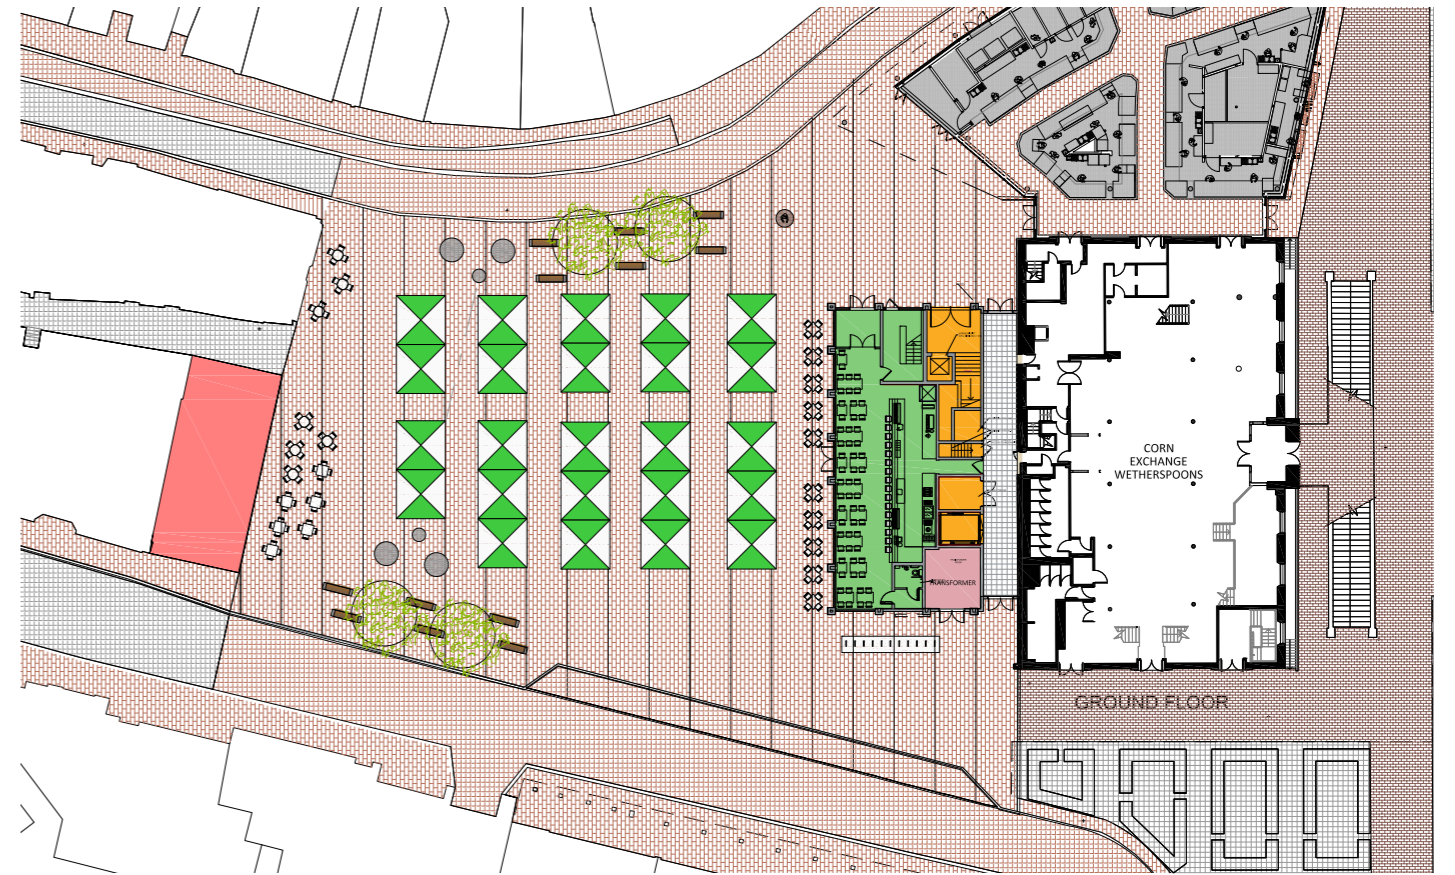 CORN
EXCHANGE
WETHERSPOONS
TRANSFORMER
GROUND FLOOR